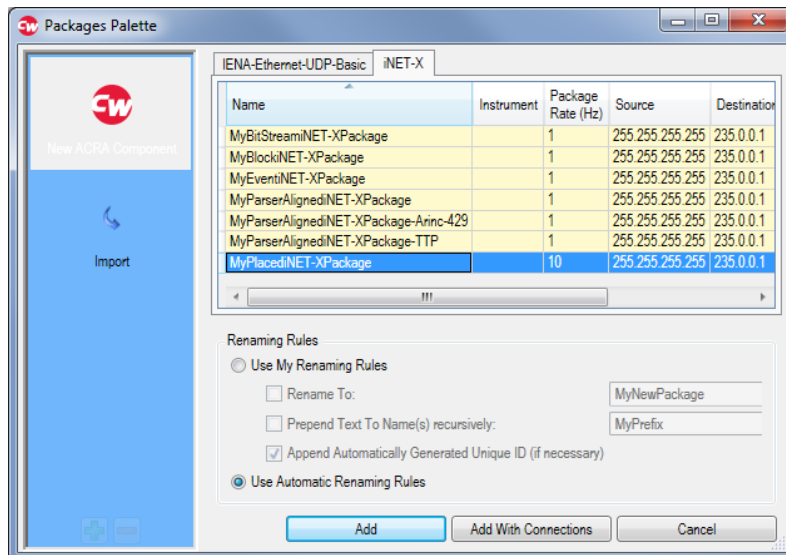 Packages Palette
CW
New ACRA Component
Import
IENA-Ethernet-UDP-Basic iNET-X
Name Instrument Package Rate (Hz) Source Destination
MyBitStreamiNET-XPackage 1 255.255.255.255 235.0.0.1
MyBlockiNET-XPackage 1 255.255.255.255 235.0.0.1
MyEventiNET-XPackage 1 255.255.255.255 235.0.0.1
MyParserAlignediNET-XPackage 1 255.255.255.255 235.0.0.1
MyParserAlignediNET-XPackage-Arinc-429 1 255.255.255.255 235.0.0.1
MyParserAlignediNET-XPackage-TTP 1 255.255.255.255 235.0.0.1
MyPlacediNET-XPackage 10 255.255.255.255 235.0.0.1
Renaming Rules
Use My Renaming Rules
Rename To: MyNewPackage
Prepend Text To Name(s) recursively: MyPrefix
Append Automatically Generated Unique ID (if necessary)
Use Automatic Renaming Rules
Add Add With Connections Cancel